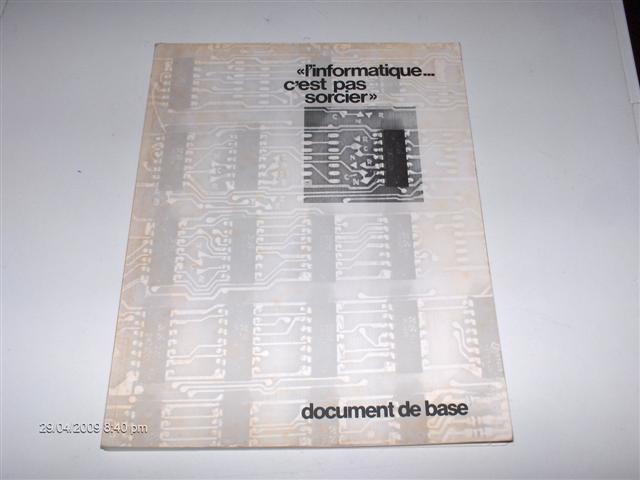 «l'informatique...
c'est pas
sorcier»
document de base
29.04.2009 8:40 pm